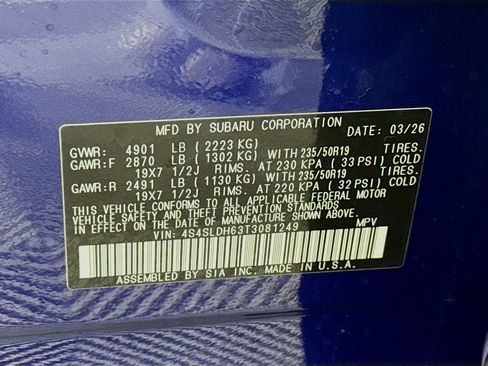 MFD BY SUBARU CORPORATION DATE: 03/26
GVWR: 4901 LB ( 2223 KG)
GAWR:F 2870 LB ( 1302 KG) WITH 235/50R19 TIRES.
19X7 1/2J RIMS. AT 230 KPA ( 33 PSI) COLD
GAWR:R 2491 LB ( 1130 KG) WITH 235/50R19 TIRES.
19X7 1/2J RIMS. AT 220 KPA ( 32 PSI) COLD
THIS VEHICLE CONFORMS TO ALL APPLICABLE FEDERAL MOTOR
VEHICLE SAFETY AND THEFT PREVENTION STANDARDS
IN EFFECT ON THE DATE OF MANUFACTURE SHOWN ABOVE.
VIN: 4S4SLDH63T3081249 MPV
ASSEMBLED BY SIA INC. MADE IN U.S.A.